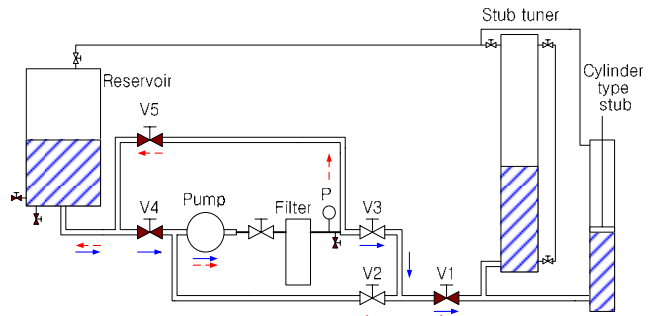 Stub tuner
Reservoir
Cylinder
type
stub
V5
Pump
Filter
P
V4
V3
V2
V1